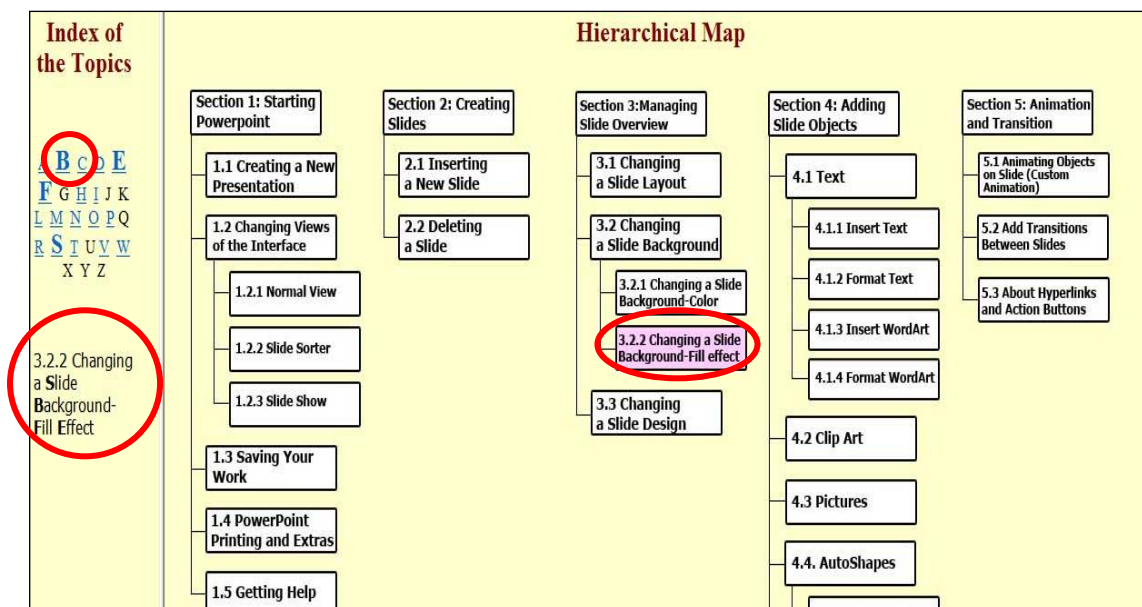 Index of
the Topics
A B C D E
F G H I J K
L M N O P Q
R S T U V W
X Y Z
3.2.2 Changing
a Slide
Background-
Fill Effect
Hierarchical Map
Section 1: Starting
Powerpoint
1.1 Creating a New
Presentation
1.2 Changing Views
of the Interface
1.2.1 Normal View
1.2.2 Slide Sorter
1.2.3 Slide Show
1.3 Saving Your
Work
1.4 PowerPoint
Printing and Extras
1.5 Getting Help
Section 2: Creating
Slides
2.1 Inserting
a New Slide
2.2 Deleting
a Slide
Section 3:Managing
Slide Overview
3.1 Changing
a Slide Layout
3.2 Changing
a Slide Background
3.2.1 Changing a Slide
Background-Color
3.2.2 Changing a Slide
Background-Fill effect
3.3 Changing
a Slide Design
Section 4: Adding
Slide Objects
4.1 Text
4.1.1 Insert Text
4.1.2 Format Text
4.1.3 Insert WordArt
4.1.4 Format WordArt
4.2 Clip Art
4.3 Pictures
4.4. AutoShapes
Section 5: Animation
and Transition
5.1 Animating Objects
on Slide (Custom
Animation)
5.2 Add Transitions
Between Slides
5.3 About Hyperlinks
and Action Buttons